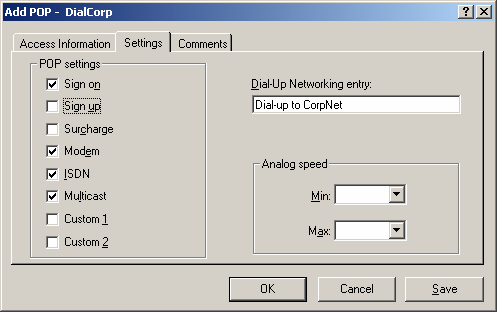 Add POP - DialCorp
Access Information Settings Comments
POP settings
Sign on
Sign up
Surcharge
Modem
ISDN
Multicast
Custom 1
Custom 2
Dial-Up Networking entry:
Dial-up to CorpNet
Analog speed
Min:
Max:
OK Cancel Save